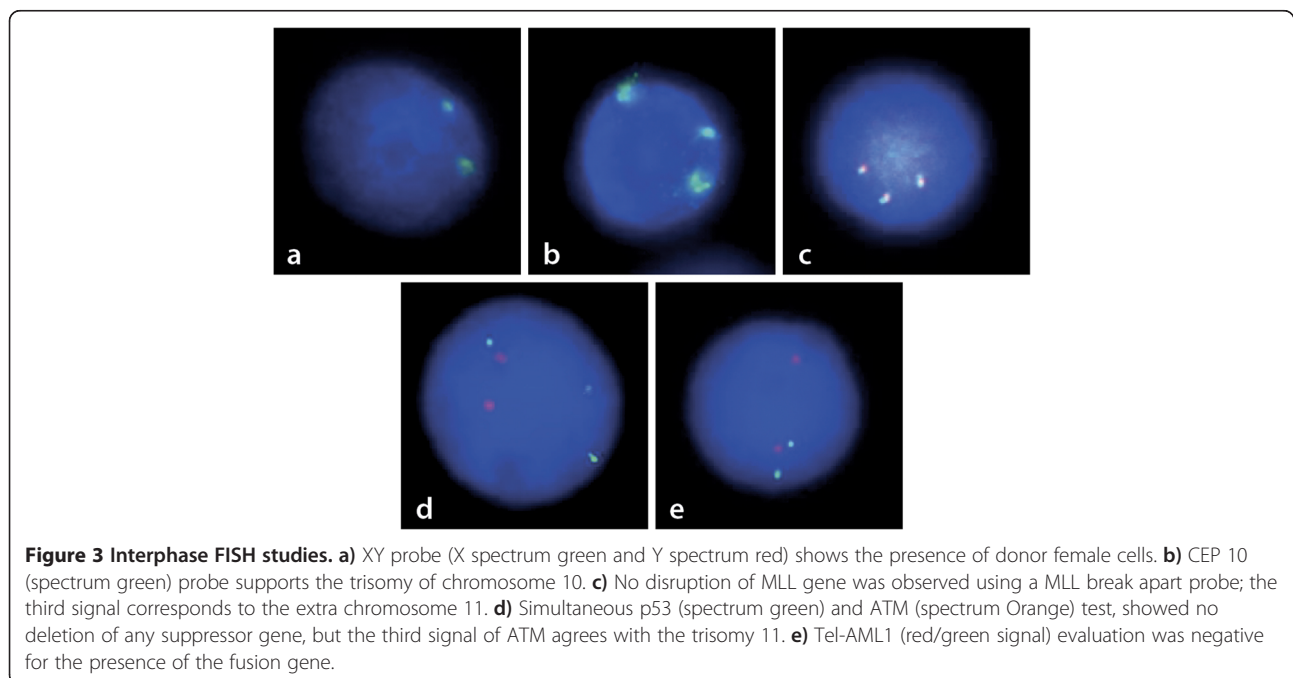 a
b
c
d
e
Figure 3 Interphase FISH studies. a) XY probe (X spectrum green and Y spectrum red) shows the presence of donor female cells. b) CEP 10
(spectrum green) probe supports the trisomy of chromosome 10. c) No disruption of MLL gene was observed using a MLL break apart probe; the
third signal corresponds to the extra chromosome 11. d) Simultaneous p53 (spectrum green) and ATM (spectrum Orange) test, showed no
deletion of any suppressor gene, but the third signal of ATM agrees with the trisomy 11. e) Tel-AML1 (red/green signal) evaluation was negative
for the presence of the fusion gene.